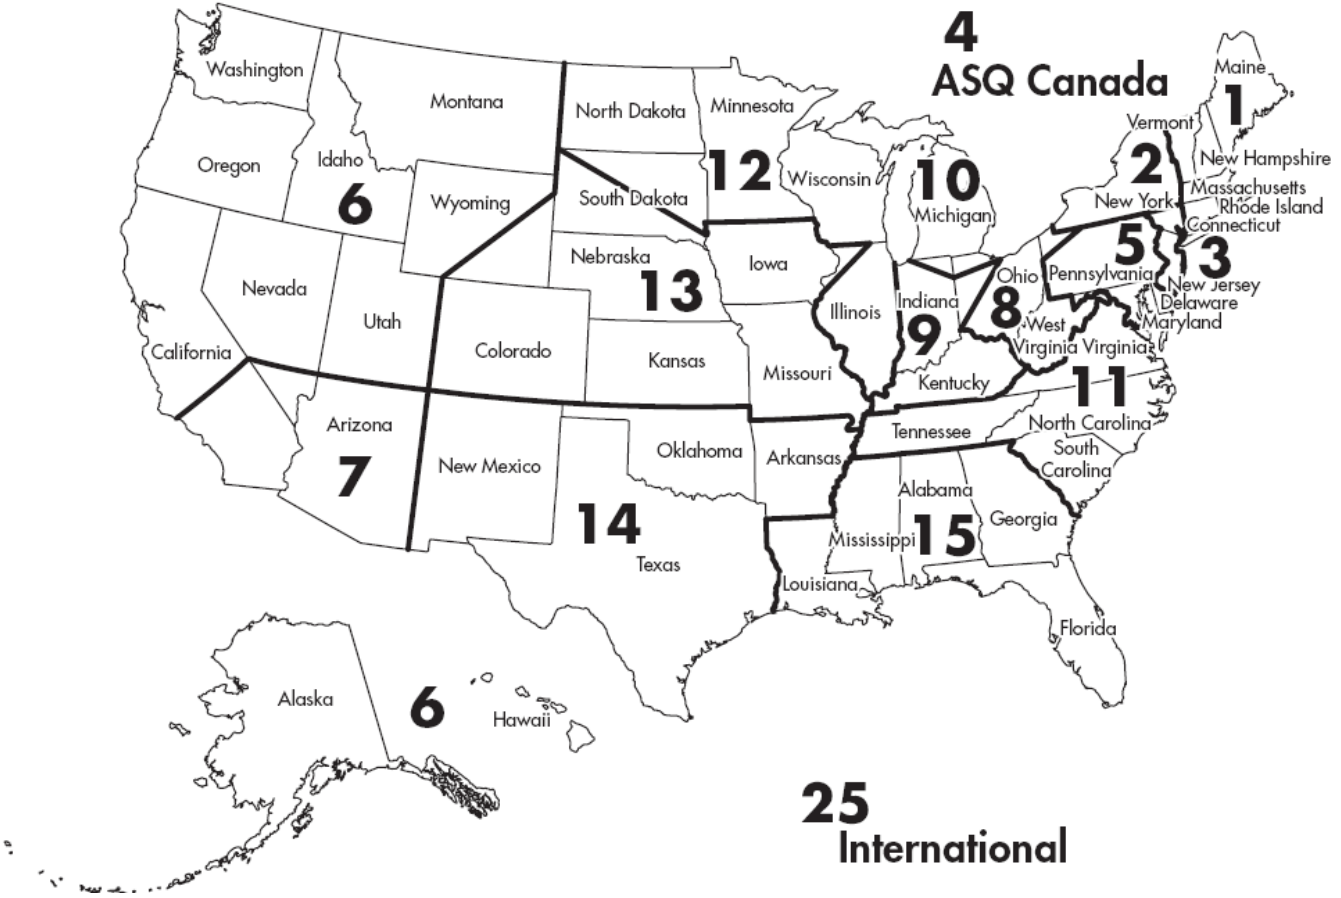 4
ASQ Canada
Washington
Montana
North Dakota
Minnesota
Maine
1
Vermont
Oregon
Idaho
6
Wyoming
South Dakota
12
Wisconsin
10
Michigan
2
New York
New Hampshire
Massachusetts
Rhode Island
Connecticut
3
Nevada
Utah
Nebraska
13
Iowa
Illinois
Indiana
9
Ohio
8
5
Pennsylvania
New Jersey
Delaware
Maryland
California
Colorado
Kansas
Missouri
Kentucky
West
Virginia
Virginia
11
Arizona
7
New Mexico
Oklahoma
Arkansas
Tennessee
North Carolina
South
Carolina
14
Texas
Mississippi
Alabama
15
Georgia
Louisiana
Florida
Alaska
6
Hawaii
25
International